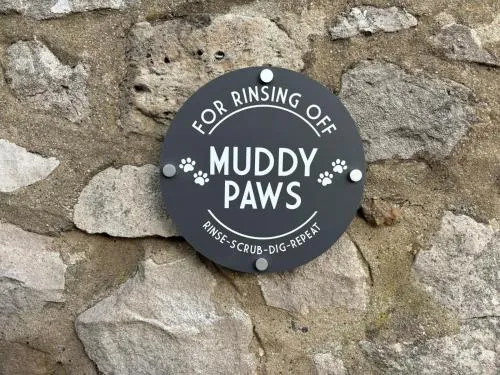 FOR RINSING OFF
MUDDY
PAWS
RINSE-SCRUB-DIG-REPEAT